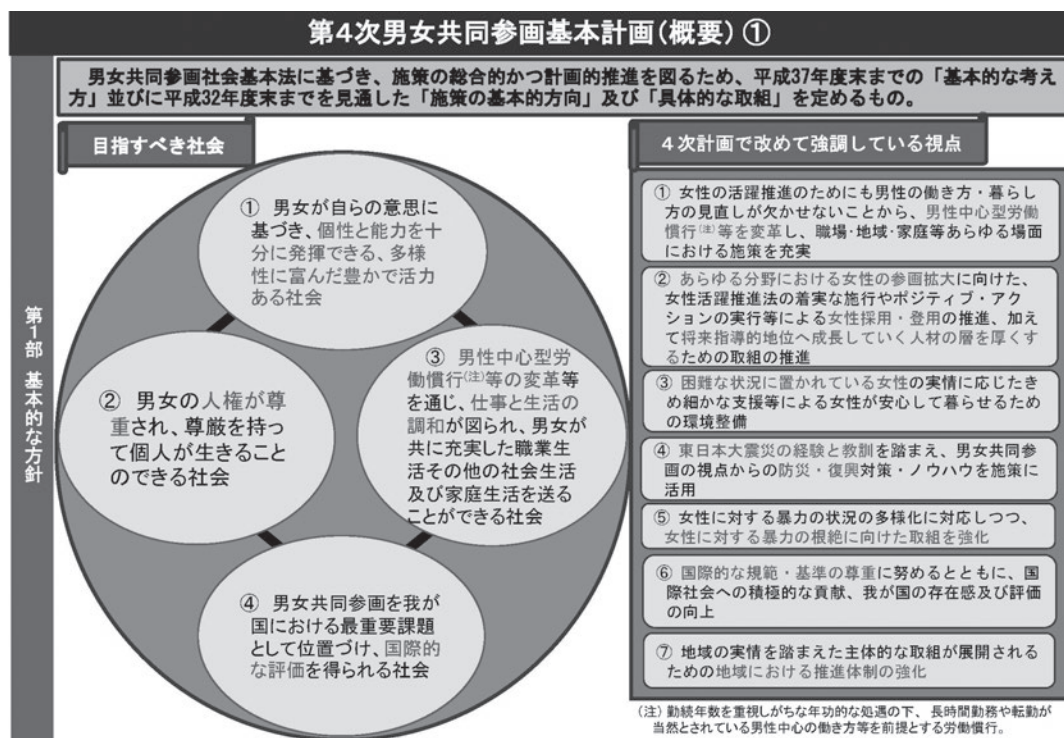 第4次男女共同参画基本計画(概要)①
男女共同参画社会基本法に基づき、施策の総合的かつ計画的推進を図るため、平成37年度末までの「基本的な考え
方」並びに平成32年度末までを見通した「施策の基本的方向」及び「具体的な取組」を定めるもの。
第1部 基本的な方針
目指すべき社会
① 男女が自らの意思に
基づき、個性と能力を十
分に発揮できる、多様
性に富んだ豊かで活力
ある社会
② 男女の人権が尊
重され、尊厳を持っ
て個人が生きること
のできる社会
③ 男性中心型労
働慣行(注)等の変革等
を通じ、仕事と生活の
調和が図られ、男女が
共に充実した職業生
活その他の社会生活
及び家庭生活を送る
ことができる社会
④ 男女共同参画を我が
国における最重要課題
として位置づけ、国際的
な評価を得られる社会
4次計画で改めて強調している視点
① 女性の活躍推進のためにも男性の働き方・暮らし
方の見直しが欠かせないことから、男性中心型労働
慣行(注)等を変革し、職場・地域・家庭等あらゆる場面
における施策を充実
② あらゆる分野における女性の参画拡大に向けた、
女性活躍推進法の着実な施行やポジティブ・アク
ションの実行等による女性採用・登用の推進、加え
て将来指導的地位へ成長していく人材の層を厚くす
るための取組の推進
③ 困難な状況に置かれている女性の実情に応じたき
め細かな支援等による女性が安心して暮らせるため
の環境整備
④ 東日本大震災の経験と教訓を踏まえ、男女共同参
画の視点からの防災・復興対策・ノウハウを施策に
活用
⑤ 女性に対する暴力の状況の多様化に対応しつつ、
女性に対する暴力の根絶に向けた取組を強化
⑥ 国際的な規範・基準の尊重に努めるとともに、国
際社会への積極的な貢献、我が国の存在感及び評価
の向上
⑦ 地域の実情を踏まえた主体的な取組が展開される
ための地域における推進体制の強化
(注) 勤続年数を重視しがちな年功的な処遇の下、長時間勤務や転勤が
当然とされている男性中心の働き方等を前提とする労働慣行。